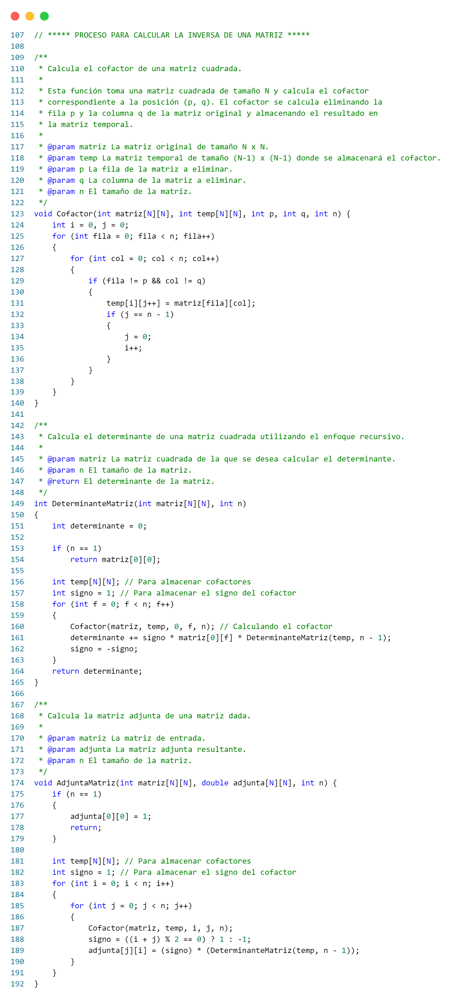 107 // ***** PROCESO PARA CALCULAR LA INVERSA DE UNA MATRIZ *****
108
109 /**
110  * Calcula el cofactor de una matriz cuadrada.
111  *
112  * Esta función toma una matriz cuadrada de tamaño N y calcula el cofactor
113  * correspondiente a la posición (p, q). El cofactor se calcula eliminando la
114  * fila p y la columna q de la matriz original y almacenando el resultado en
115  * la matriz temporal.
116  *
117  * @param matriz La matriz original de tamaño N x N.
118  * @param temp La matriz temporal de tamaño (N-1) x (N-1) donde se almacenará el cofactor.
119  * @param p La fila de la matriz a eliminar.
120  * @param q La columna de la matriz a eliminar.
121  * @param n El tamaño de la matriz.
122  */
123 void Cofactor(int matriz[N][N], int temp[N][N], int p, int q, int n) {
124     int i = 0, j = 0;
125     for (int fila = 0; fila < n; fila++)
126     {
127         for (int col = 0; col < n; col++)
128         {
129             if (fila != p && col != q)
130             {
131                 temp[i][j++] = matriz[fila][col];
132                 if (j == n - 1)
133                 {
134                     j = 0;
135                     i++;
136                 }
137             }
138         }
139     }
140 }
141
142 /**
143  * Calcula el determinante de una matriz cuadrada utilizando el enfoque recursivo.
144  *
145  * @param matriz La matriz cuadrada de la que se desea calcular el determinante.
146  * @param n El tamaño de la matriz.
147  * @return El determinante de la matriz.
148  */
149 int DeterminanteMatriz(int matriz[N][N], int n)
150 {
151     int determinante = 0;
152
153     if (n == 1)
154         return matriz[0][0];
155
156     int temp[N][N]; // Para almacenar cofactores
157     int signo = 1; // Para almacenar el signo del cofactor
158     for (int f = 0; f < n; f++)
159     {
160         Cofactor(matriz, temp, 0, f, n); // Calculando el cofactor
161         determinante += signo * matriz[0][f] * DeterminanteMatriz(temp, n - 1);
162         signo = -signo;
163     }
164     return determinante;
165 }
166
167 /**
168  * Calcula la matriz adjunta de una matriz dada.
169  *
170  * @param matriz La matriz de entrada.
171  * @param adjunta La matriz adjunta resultante.
172  * @param n El tamaño de la matriz.
173  */
174 void AdjuntaMatriz(int matriz[N][N], double adjunta[N][N], int n) {
175     if (n == 1)
176     {
177         adjunta[0][0] = 1;
178         return;
179     }
180
181     int temp[N][N]; // Para almacenar cofactores
182     int signo = 1; // Para almacenar el signo del cofactor
183     for (int i = 0; i < n; i++)
184     {
185         for (int j = 0; j < n; j++)
186         {
187             Cofactor(matriz, temp, i, j, n);
188             signo = ((i + j) % 2 == 0) ? 1 : -1;
189             adjunta[j][i] = (signo) * (DeterminanteMatriz(temp, n - 1));
190         }
191     }
192 }